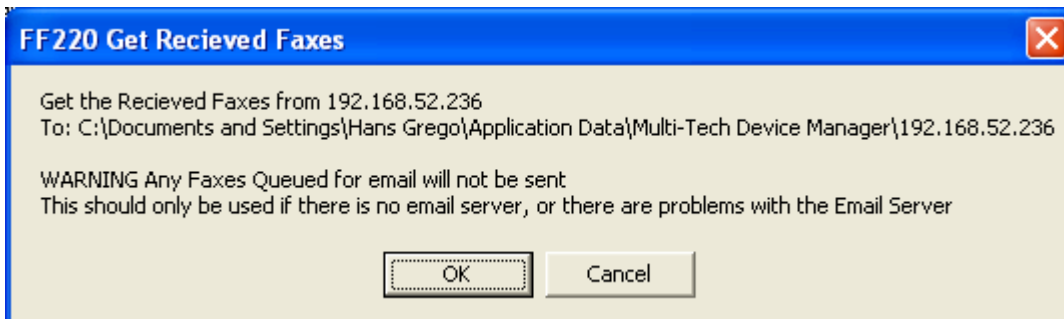 FF220 Get Recieved Faxes
Get the Recieved Faxes from 192.168.52.236
To: C:\Documents and Settings\Hans Grego\Application Data\Multi-Tech Device Manager\192.168.52.236
WARNING Any Faxes Queued for email will not be sent
This should only be used if there is no email server, or there are problems with the Email Server
OK
Cancel